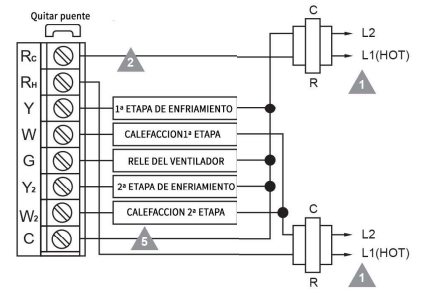 Quitar puente
C
L2
L1(HOT)
1
R
RC
2
RH
Y
1ª ETAPA DE ENFRIAMIENTO
W
CALEFACCION1ª ETAPA
G
RELE DEL VENTILADOR
Y2
2ª ETAPA DE ENFRIAMIENTO
W2
CALEFACCION 2ª ETAPA
C
5
C
L2
L1(HOT)
1
R